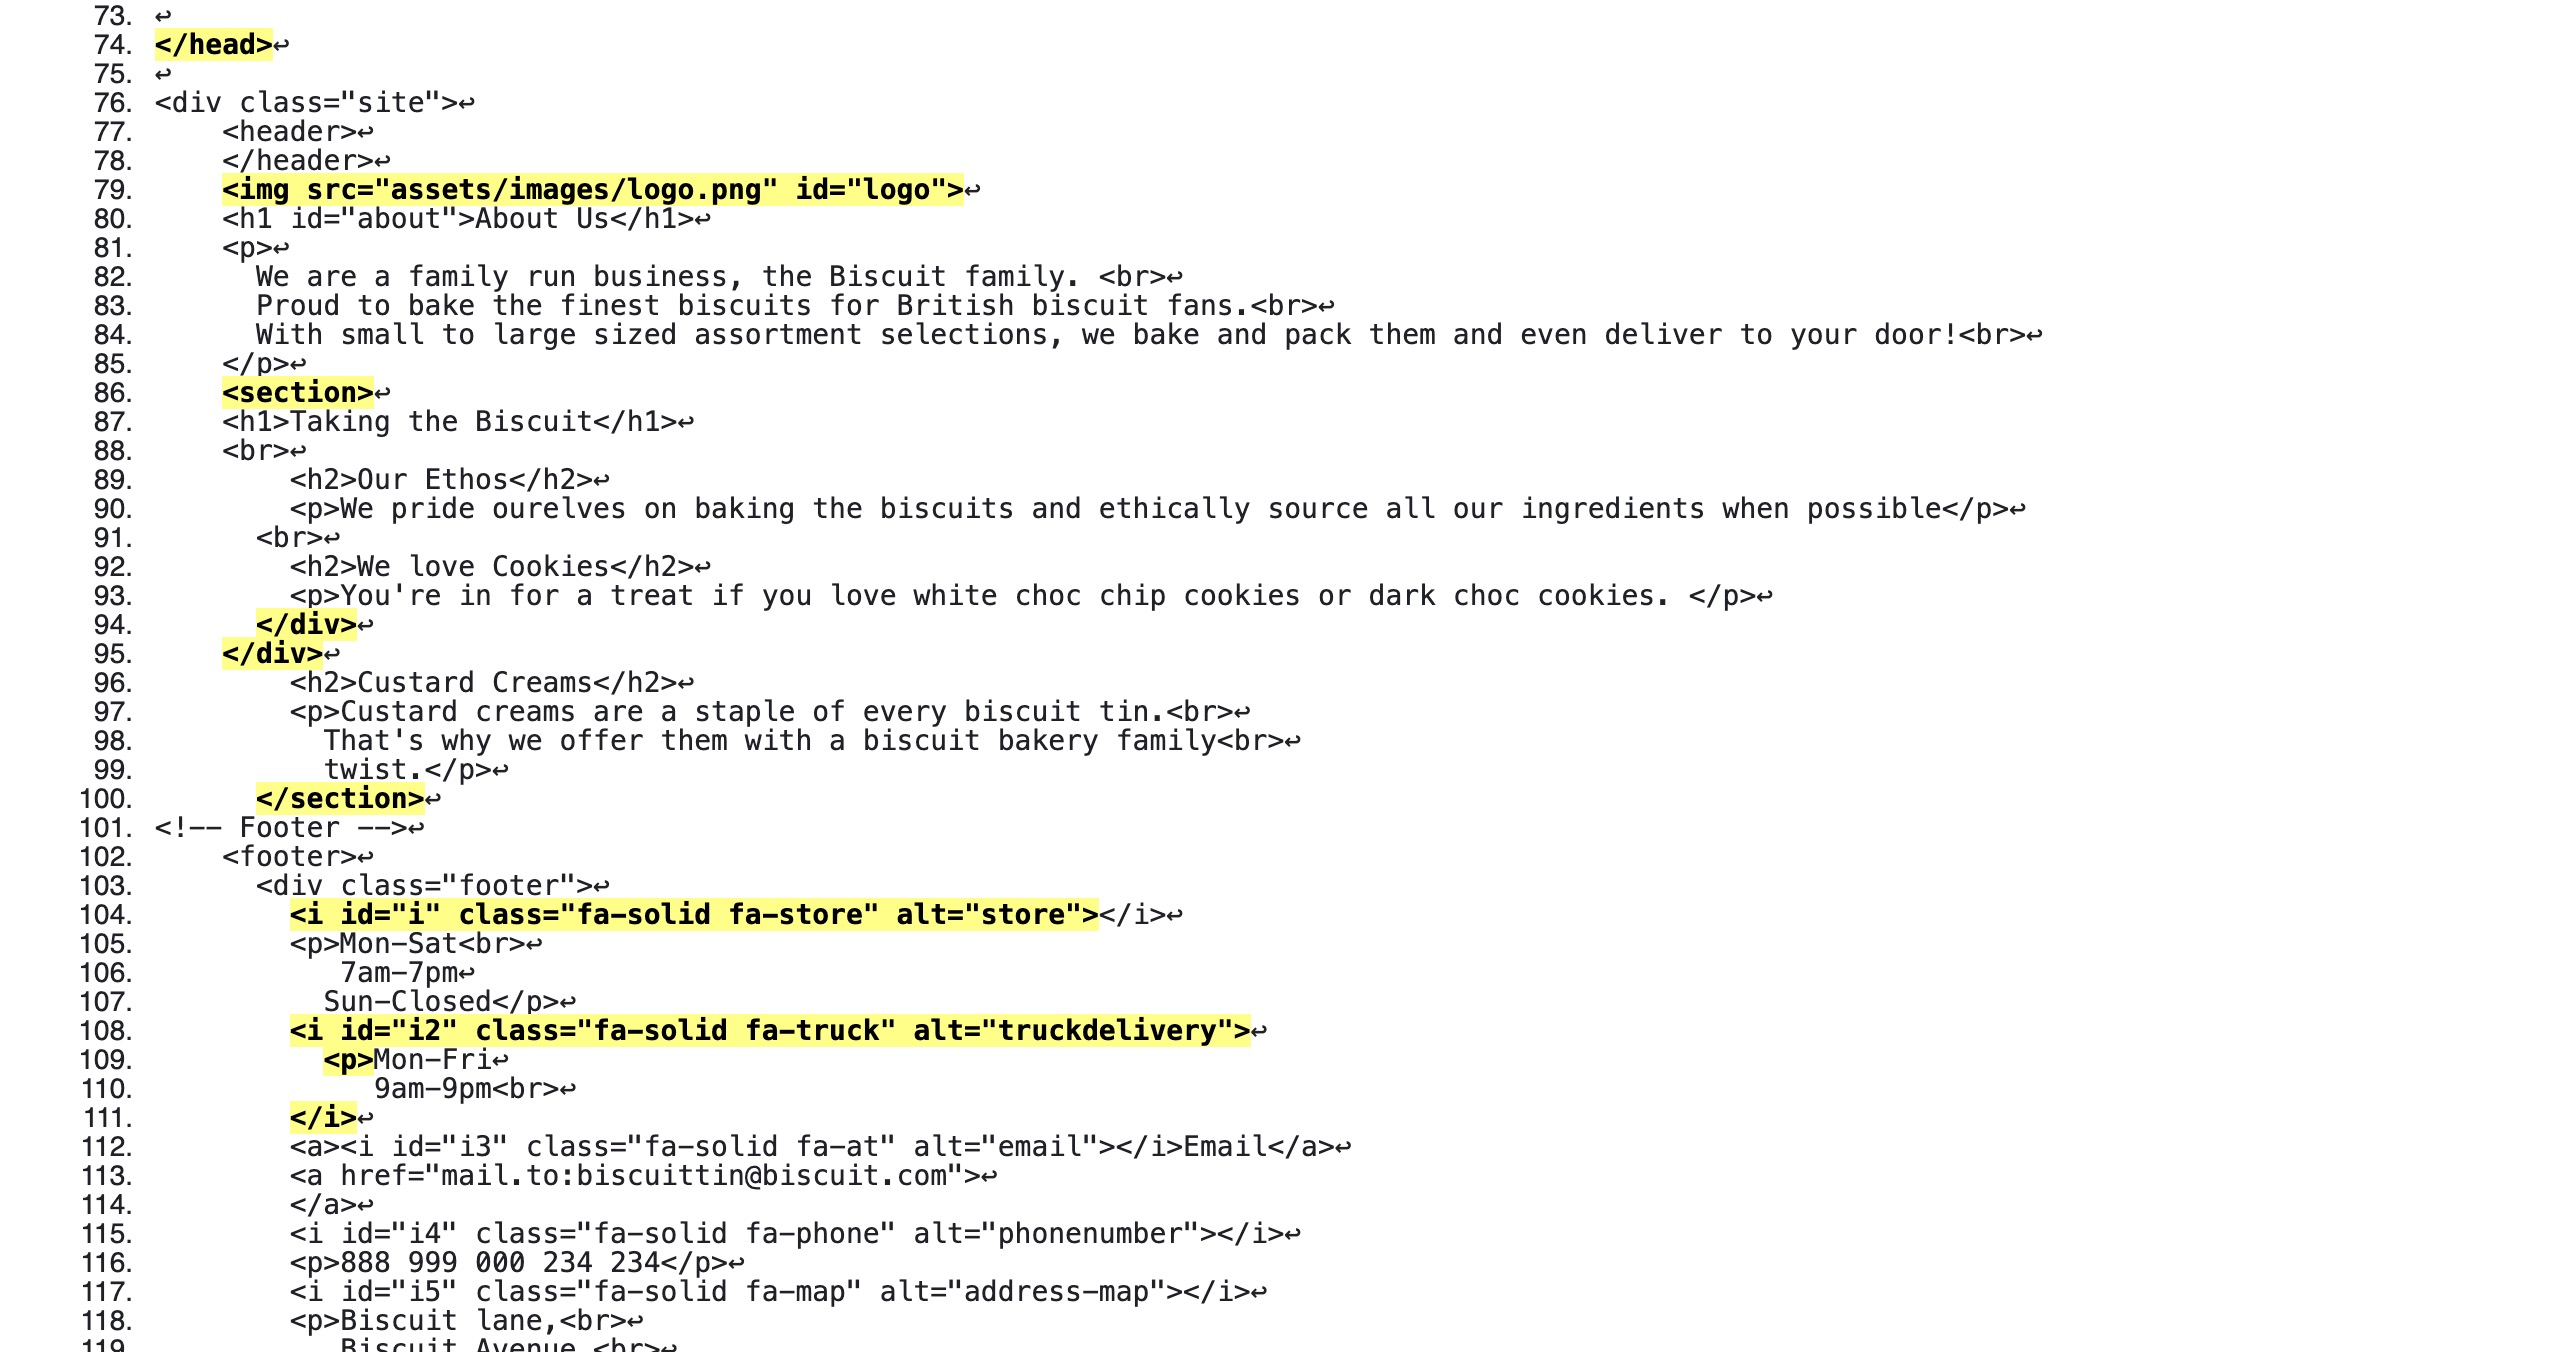 73. ↩
74. </head>↩
75. ↩
76. <div class="site">↩
77. <header>↩
78. </header>↩
79. <img src="assets/images/logo.png" id="logo">↩
80. <h1 id="about">About Us</h1>↩
81. <p>↩
82. We are a family run business, the Biscuit family. <br>↩
83. Proud to bake the finest biscuits for British biscuit fans.<br>↩
84. With small to large sized assortment selections, we bake and pack them and even deliver to your door!<br>↩
85. </p>↩
86. <section>↩
87. <h1>Taking the Biscuit</h1>↩
88. <br>↩
89. <h2>Our Ethos</h2>↩
90. <p>We pride ourelves on baking the biscuits and ethically source all our ingredients when possible</p>↩
91. <br>↩
92. <h2>We love Cookies</h2>↩
93. <p>You're in for a treat if you love white choc chip cookies or dark choc cookies. </p>↩
94. </div>↩
95. </div>↩
96. <h2>Custard Creams</h2>↩
97. <p>Custard creams are a staple of every biscuit tin.<br>↩
98. That's why we offer them with a biscuit bakery family<br>↩
99. twist.</p>↩
100. </section>↩
101. <!-- Footer -->↩
102. <footer>↩
103. <div class="footer">↩
104. <i id="i" class="fa-solid fa-store" alt="store"></i>↩
105. <p>Mon-Sat<br>↩
106. 7am-7pm↩
107. Sun-Closed</p>↩
108. <i id="i2" class="fa-solid fa-truck" alt="truckdelivery">↩
109. <p>Mon-Fri↩
110. 9am-9pm<br>↩
111. </i>↩
112. <a><i id="i3" class="fa-solid fa-at" alt="email"></i>Email</a>↩
113. <a href="mail.to:biscuittin@biscuit.com">↩
114. </a>↩
115. <i id="i4" class="fa-solid fa-phone" alt="phonenumber"></i>↩
116. <p>888 999 000 234 234</p>↩
117. <i id="i5" class="fa-solid fa-map" alt="address-map"></i>↩
118. <p>Biscuit lane,<br>↩
119. Biscuit Avenue <br>↩